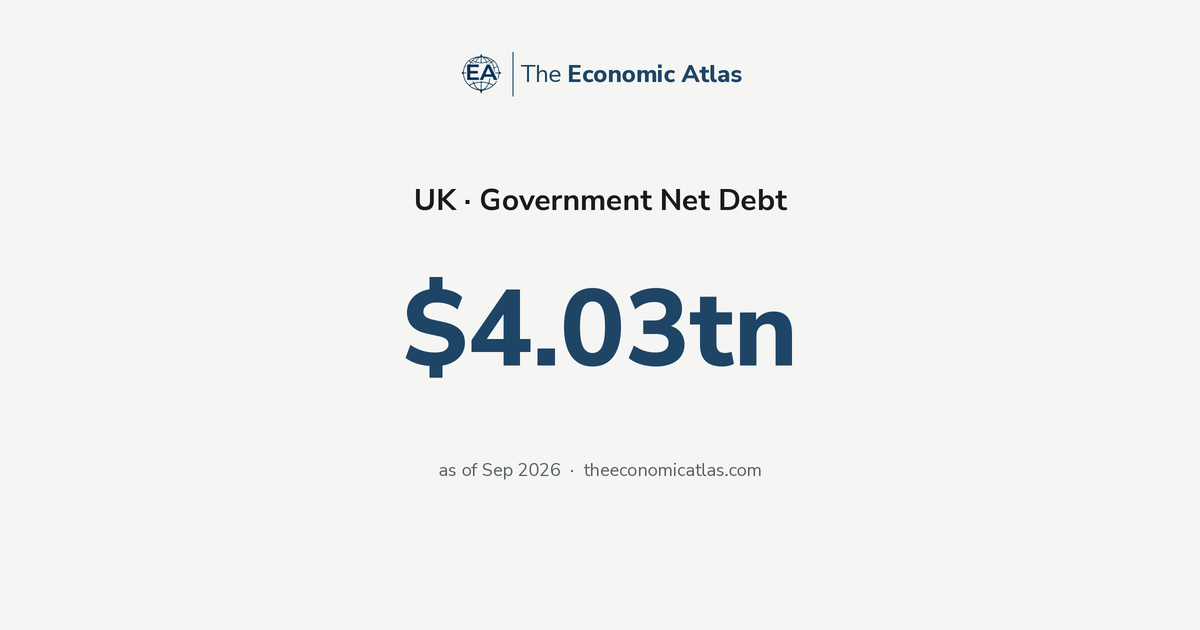 EA The Economic Atlas
UK · Government Net Debt
$4.03tn
as of Sep 2026 · theeconomicatlas.com